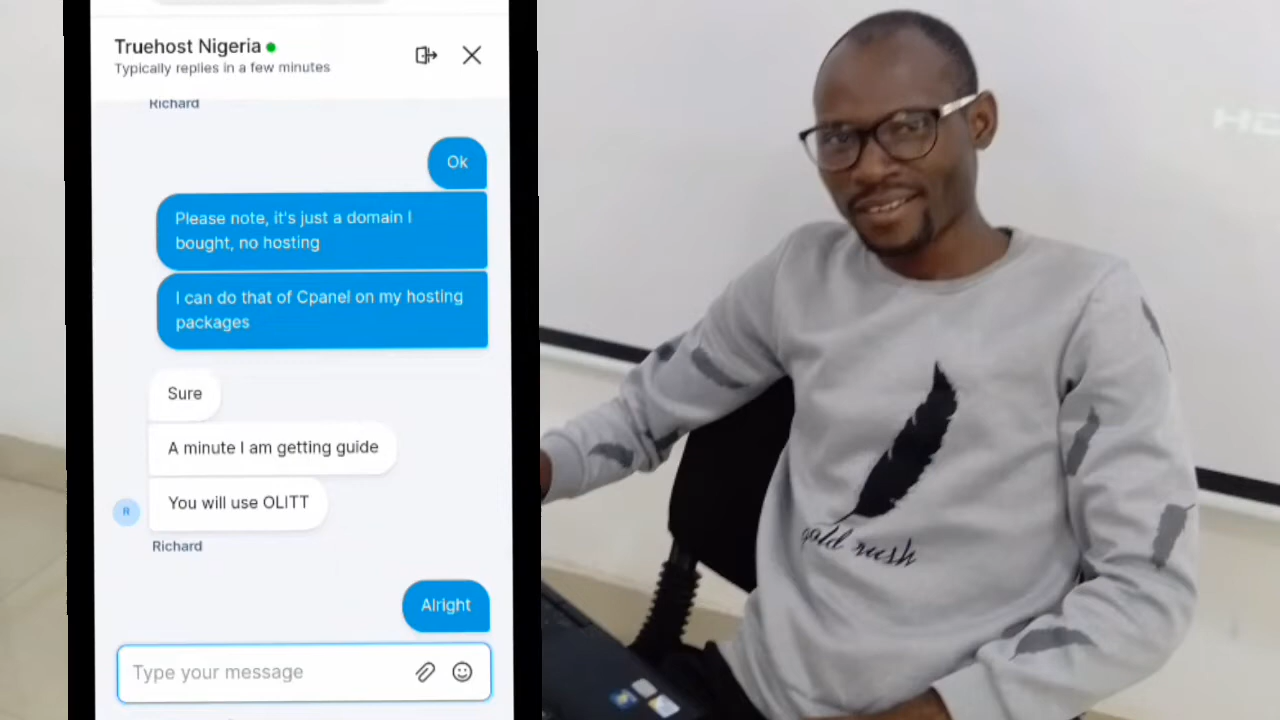 Truehost Nigeria
Typically replies in a few minutes
Richard
Ok
Please note, it's just a domain I
bought, no hosting
I can do that of Cpanel on my hosting
packages
Sure
A minute I am getting guide
You will use OLITT
R
Richard
Alright
Type your message
gold rush